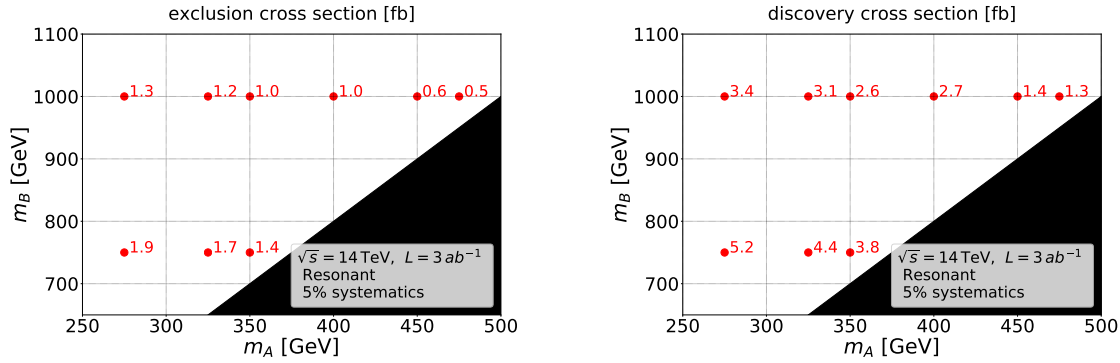 exclusion cross section [fb]
1100
1000
900
800
700
m_B [GeV]
1.3 1.2 1.0 1.0 0.6 0.5
1.9 1.7 1.4
√s = 14 TeV, L = 3 ab⁻¹
Resonant
5% systematics
250 300 350 400 450 500
m_A [GeV]
discovery cross section [fb]
1100
1000
900
800
700
m_B [GeV]
3.4 3.1 2.6 2.7 1.4 1.3
5.2 4.4 3.8
√s = 14 TeV, L = 3 ab⁻¹
Resonant
5% systematics
250 300 350 400 450 500
m_A [GeV]